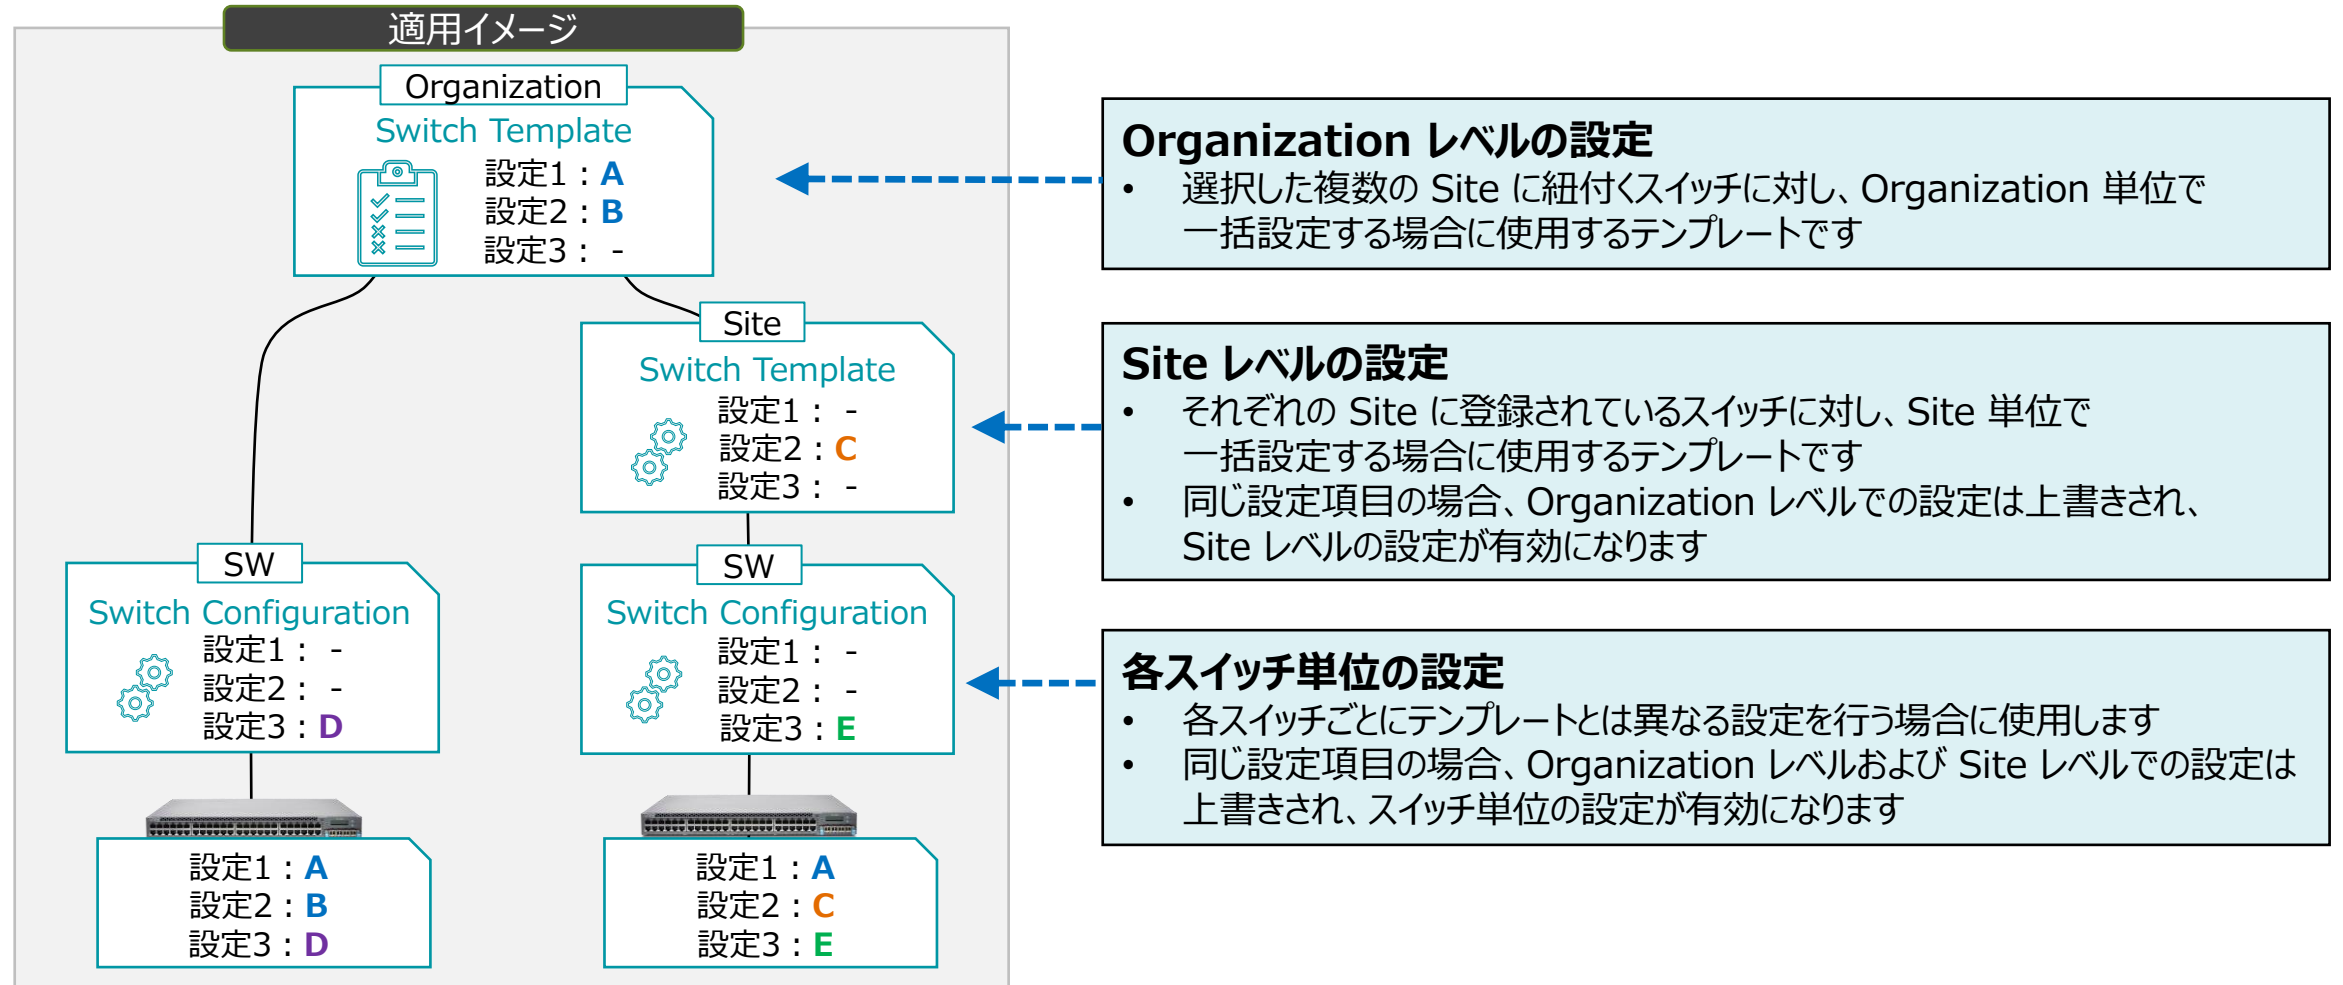 適用イメージ
Organization
Switch Template
設定1：A
設定2：B
設定3： -
Site
Switch Template
設定1： -
設定2：C
設定3： -
SW
Switch Configuration
設定1： -
設定2： -
設定3：D
SW
Switch Configuration
設定1： -
設定2： -
設定3：E
設定1：A
設定2：B
設定3：D
設定1：A
設定2：C
設定3：E
Organization レベルの設定
• 選択した複数の Site に紐付くスイッチに対し、Organization 単位で
一括設定する場合に使用するテンプレートです
Site レベルの設定
• それぞれの Site に登録されているスイッチに対し、Site 単位で
一括設定する場合に使用するテンプレートです
• 同じ設定項目の場合、Organization レベルでの設定は上書きされ、
Site レベルの設定が有効になります
各スイッチ単位の設定
• 各スイッチごとにテンプレートとは異なる設定を行う場合に使用します
• 同じ設定項目の場合、Organization レベルおよび Site レベルでの設定は
上書きされ、スイッチ単位の設定が有効になります